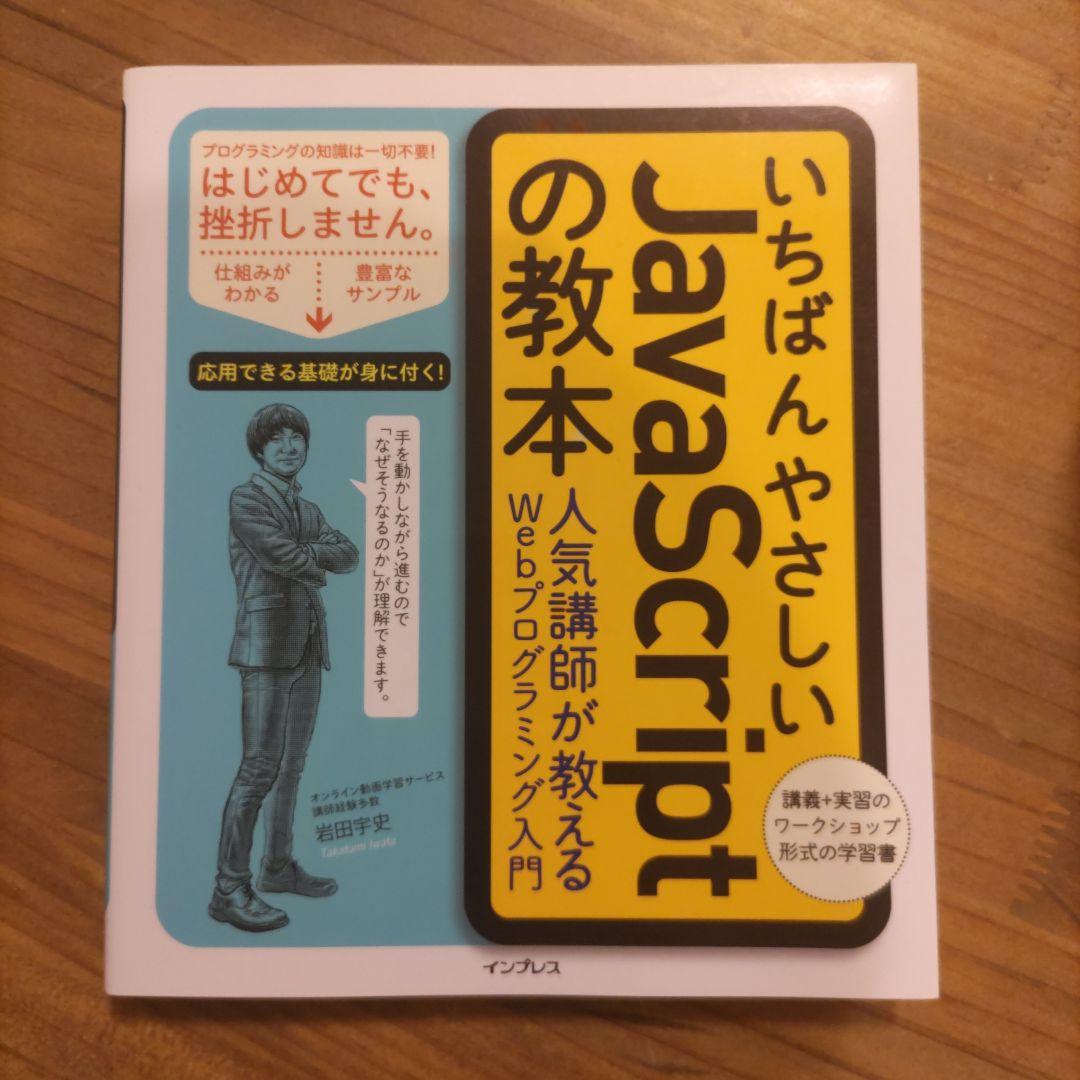 いちばんやさしい
JavaScript
の教本
人気講師が教える
Webプログラミング入門
講義+実習の
ワークショップ
形式の学習書
プログラミングの知識は一切不要!
はじめてでも、
挫折しません。
仕組みが
わかる
豊富な
サンプル
応用できる基礎が身に付く!
手を動かしながら進むので
「なぜそうなるのか」が理解できます。
オンライン動画学習サービス
講師経験多数
岩田宇史
Takafumi Iwata
インプレス